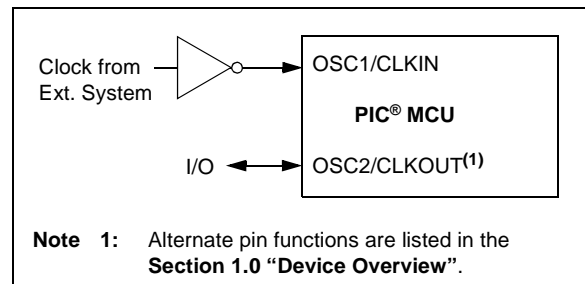 Clock from
Ext. System
OSC1/CLKIN
PIC® MCU
I/O
OSC2/CLKOUT(1)
Note 1: Alternate pin functions are listed in the
Section 1.0 “Device Overview”.